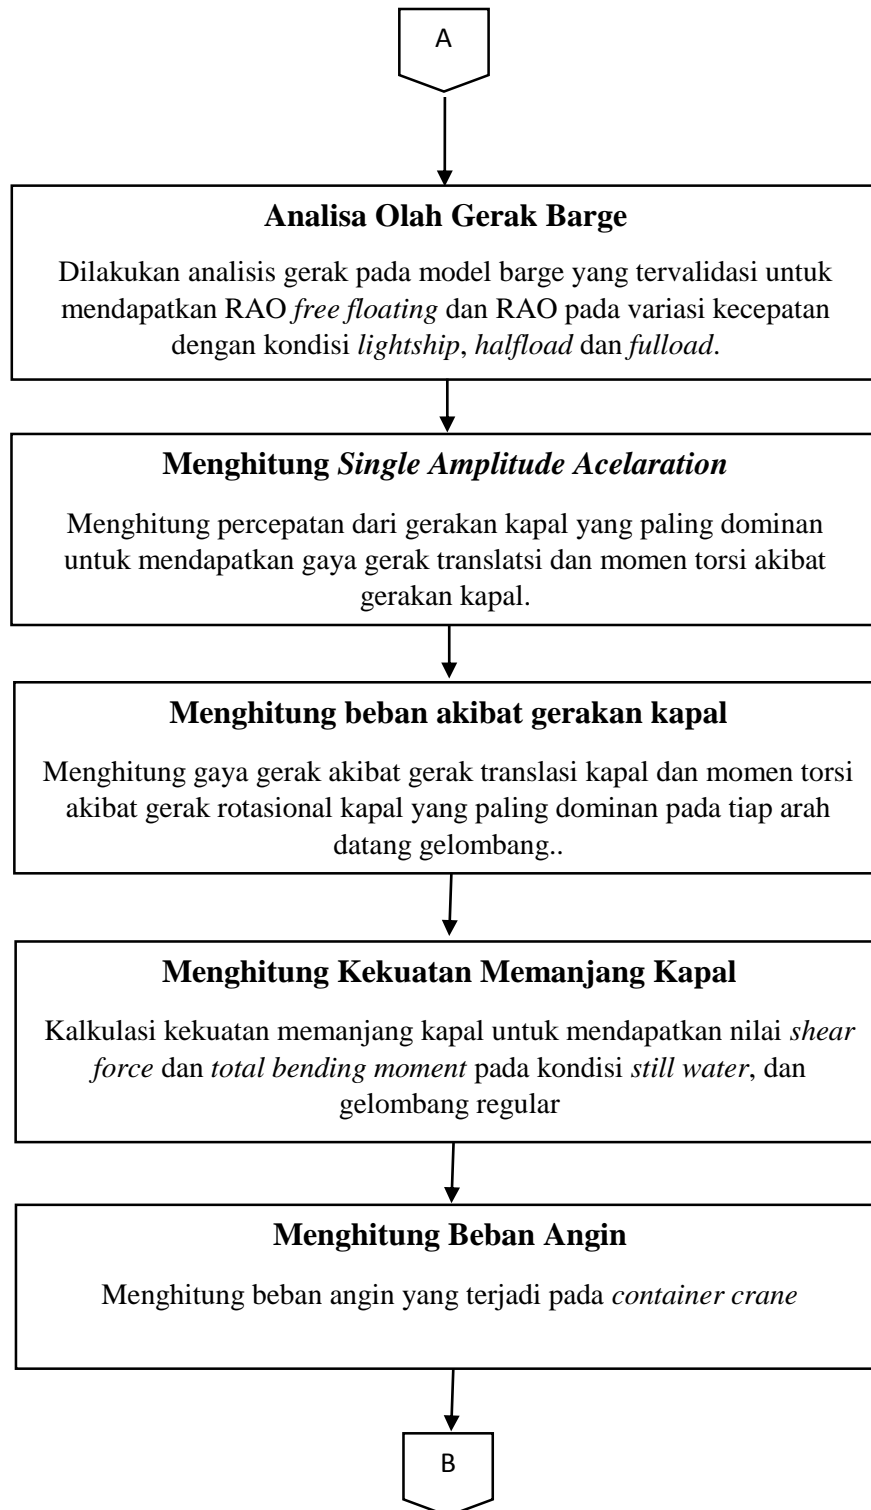 A
Analisa Olah Gerak Barge
Dilakukan analisis gerak pada model barge yang tervalidasi untuk
mendapatkan RAO free floating dan RAO pada variasi kecepatan
dengan kondisi lightship, halfload dan fulload.
Menghitung Single Amplitude Acelaration
Menghitung percepatan dari gerakan kapal yang paling dominan
untuk mendapatkan gaya gerak translatsi dan momen torsi akibat
gerakan kapal.
Menghitung beban akibat gerakan kapal
Menghitung gaya gerak akibat gerak translasi kapal dan momen torsi
akibat gerak rotasional kapal yang paling dominan pada tiap arah
datang gelombang..
Menghitung Kekuatan Memanjang Kapal
Kalkulasi kekuatan memanjang kapal untuk mendapatkan nilai shear
force dan total bending moment pada kondisi still water, dan
gelombang regular
Menghitung Beban Angin
Menghitung beban angin yang terjadi pada container crane
B